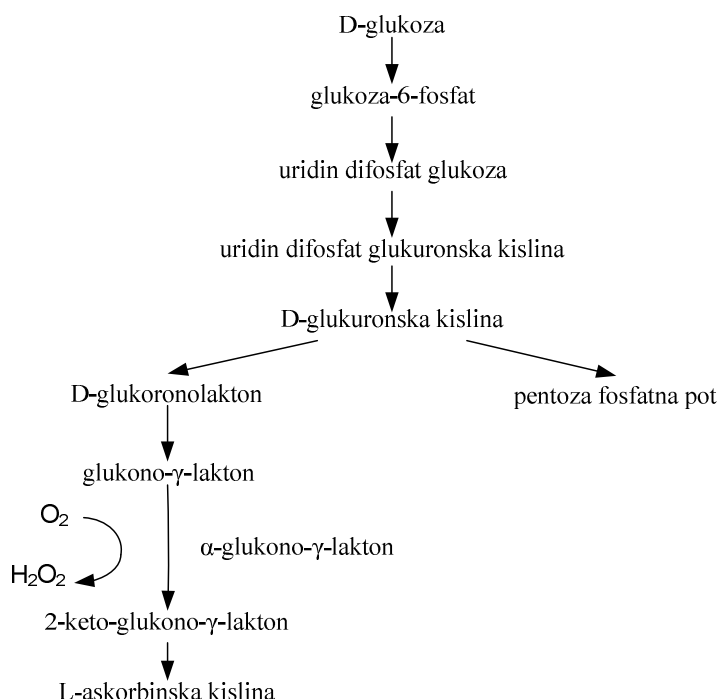 D-glukoza
glukoza-6-fosfat
uridin difosfat glukoza
uridin difosfat glukuronska kislina
D-glukuronska kislina
D-glukoronolakton
pentoza fosfatna pot
glukono-γ-lakton
O₂
α-glukono-γ-lakton
H₂O₂
2-keto-glukono-γ-lakton
L-askorbinska kislina